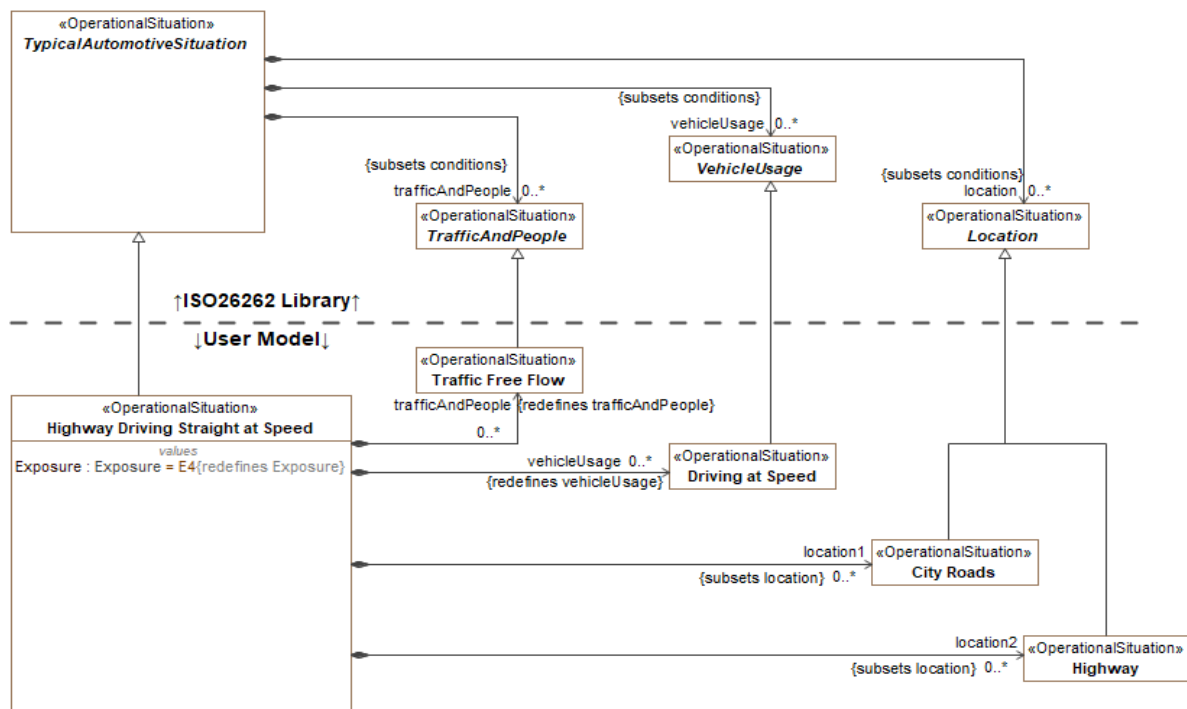 «OperationalSituation»
TypicalAutomotiveSituation
{subsets conditions}
vehicleUsage 0..*
«OperationalSituation»
VehicleUsage
{subsets conditions}
trafficAndPeople 0..*
«OperationalSituation»
TrafficAndPeople
{subsets conditions}
location 0..*
«OperationalSituation»
Location
↑ISO26262 Library↑
↓User Model↓
«OperationalSituation»
Traffic Free Flow
trafficAndPeople {redefines trafficAndPeople}
0..*
«OperationalSituation»
Highway Driving Straight at Speed
values
Exposure : Exposure = E4{redefines Exposure}
vehicleUsage 0..*
{redefines vehicleUsage}
«OperationalSituation»
Driving at Speed
location1
{subsets location} 0..*
«OperationalSituation»
City Roads
location2
{subsets location} 0..*
«OperationalSituation»
Highway